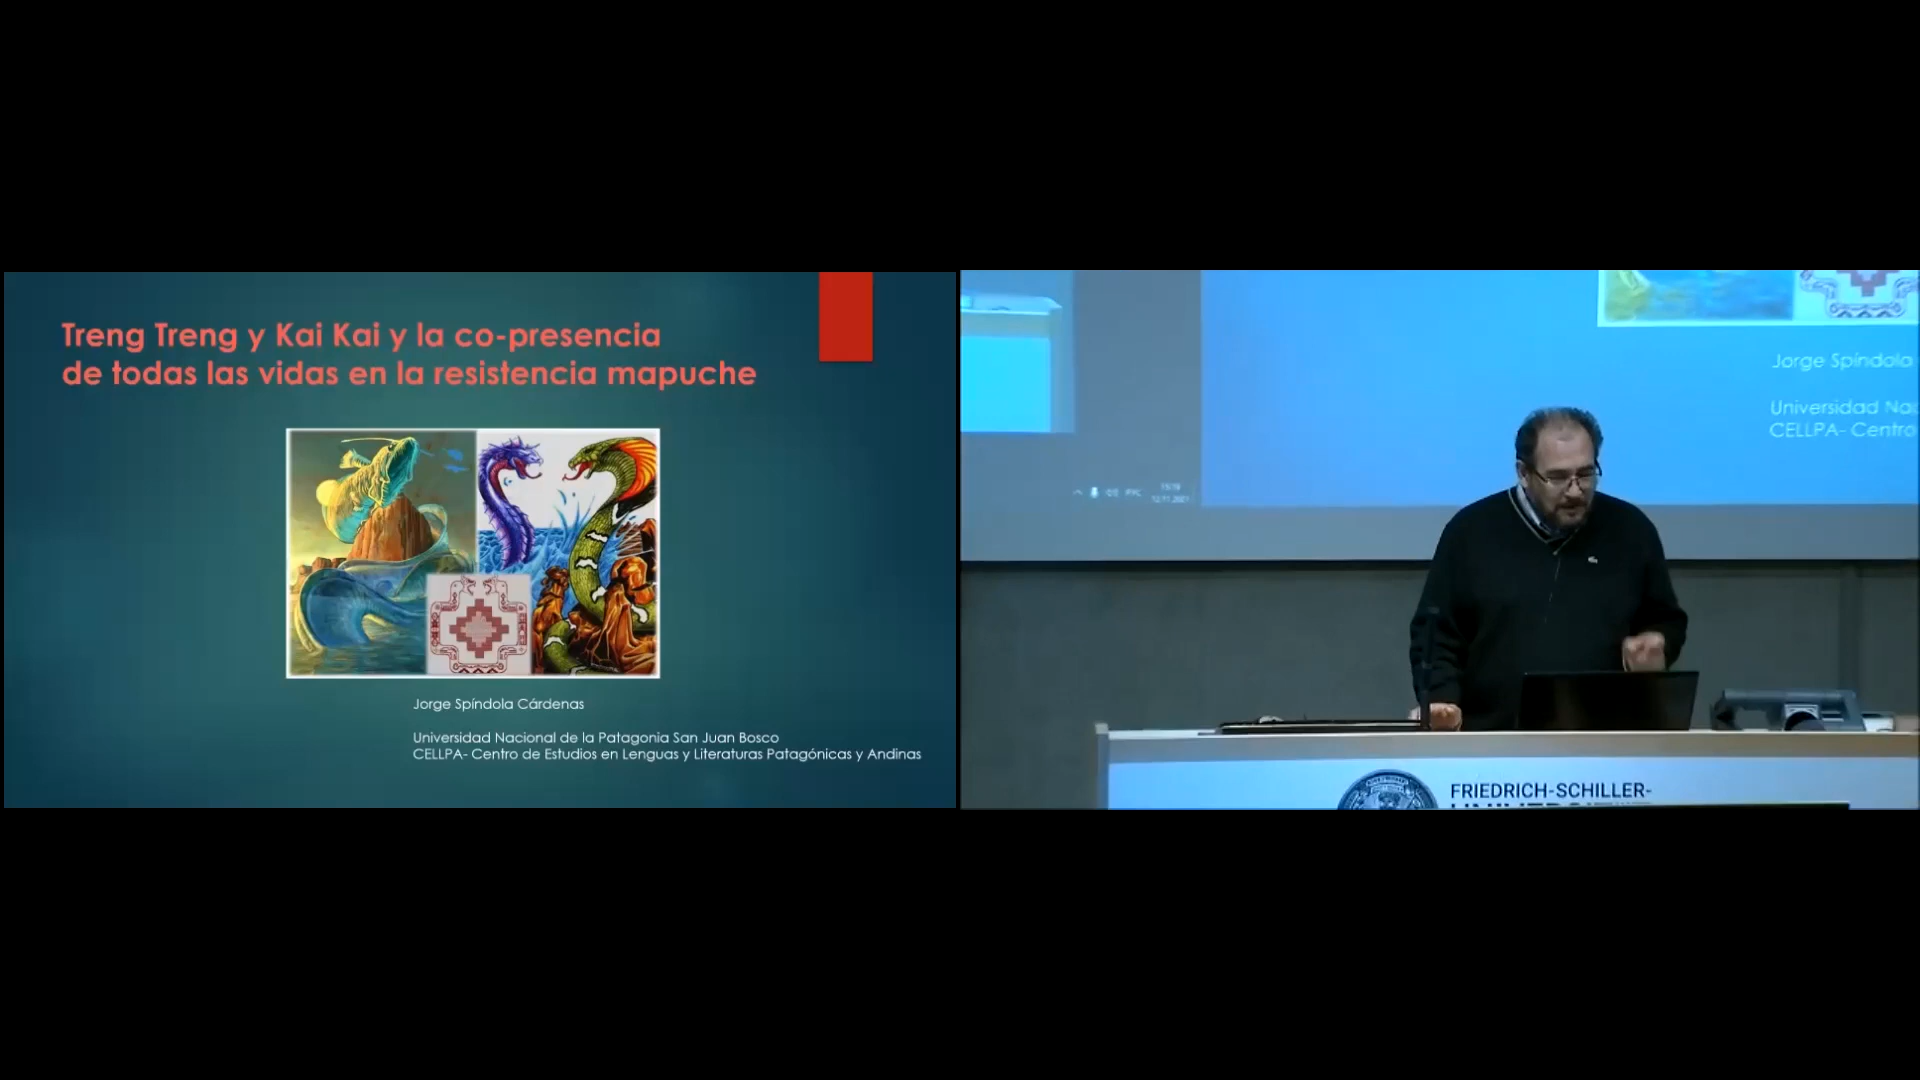 Treng Treng y Kai Kai y la co-presencia
de todas las vidas en la resistencia mapuche
Jorge Spíndola Cárdenas
Universidad Nacional de la Patagonia San Juan Bosco
CELLPA- Centro de Estudios en Lenguas y Literaturas Patagónicas y Andinas
Jorge Spíndola
Universidad Nac
CELLPA- Centro
FRIEDRICH-SCHILLER-